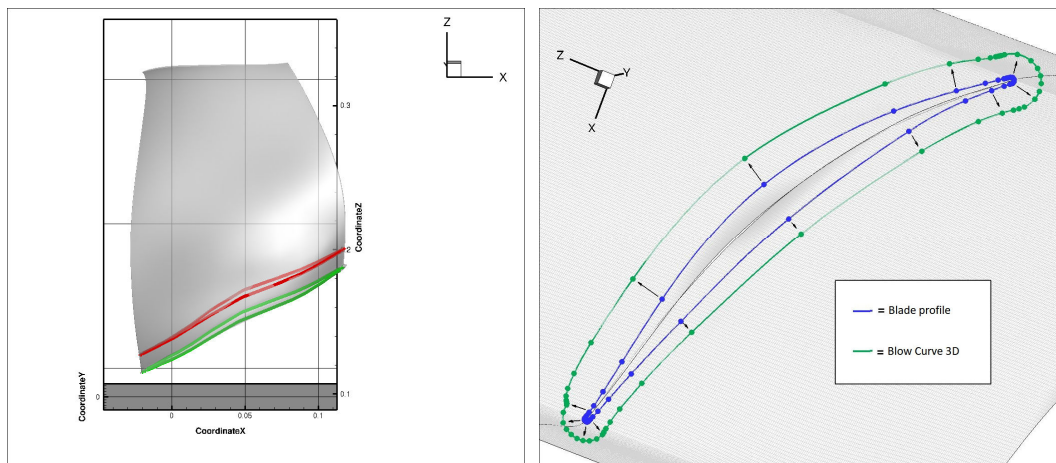 Z
X
0.3
2
0.1
CoordinateZ
CoordinateY
0
0
0.05
0.1
CoordinateX
Z
Y
X
= Blade profile
= Blow Curve 3D